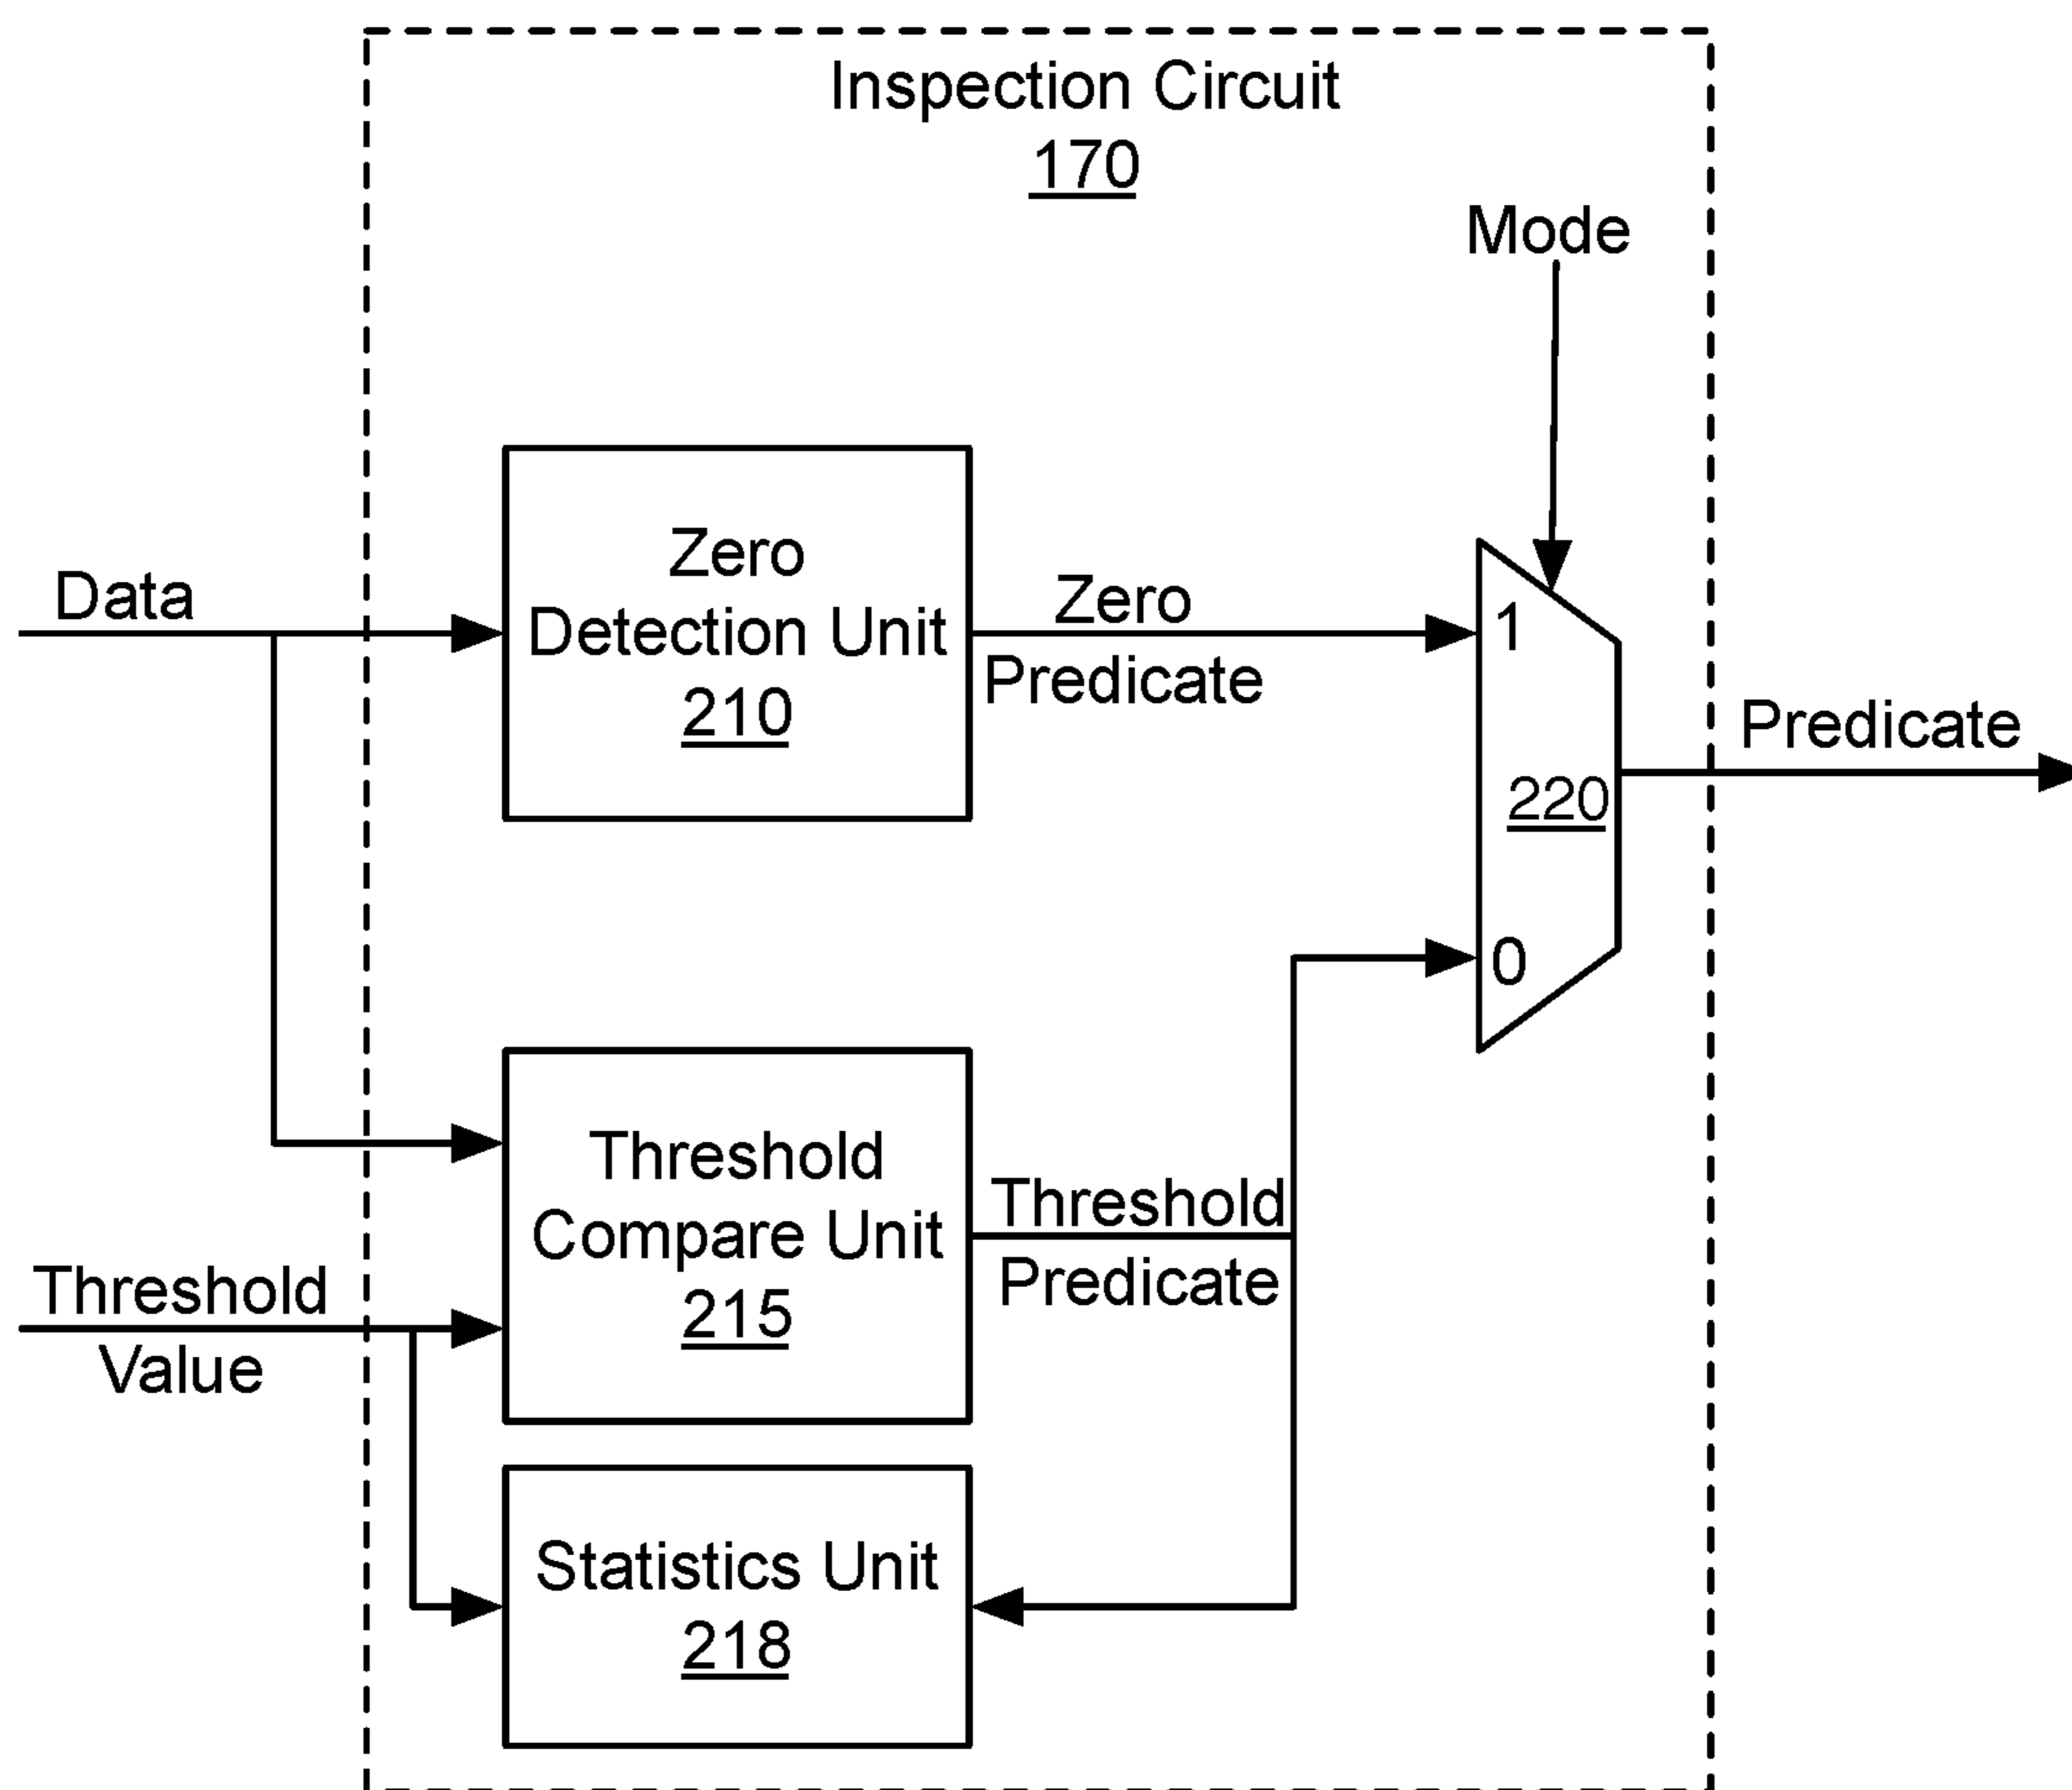 Inspection Circuit
170
Mode
Data
Zero
Detection Unit
210
Zero
Predicate
1
220
0
Predicate
Threshold
Compare Unit
215
Threshold
Predicate
Threshold
Value
Statistics Unit
218